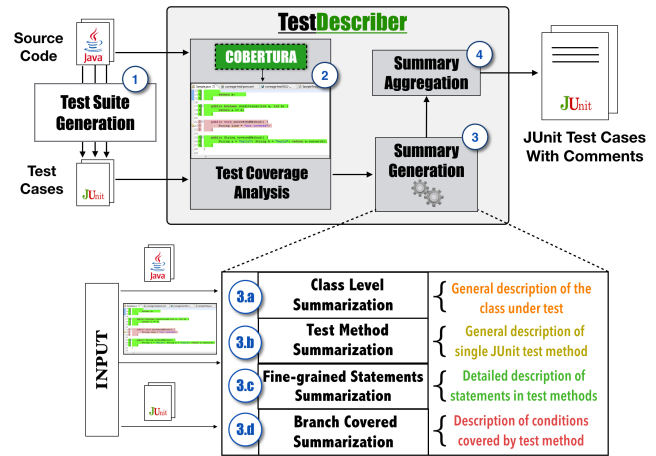 TestDescriber
Source
Code
Java
1
Test Suite
Generation
Test
Cases
JUnit
COBERTURA
2
Test Coverage
Analysis
4
Summary
Aggregation
3
Summary
Generation
JUnit
JUnit Test Cases
With Comments
INPUT
Java
JUnit
3.a
Class Level
Summarization
General description of the
class under test
3.b
Test Method
Summarization
General description of
single JUnit test method
3.c
Fine-grained Statements
Summarization
Detailed description of
statements in test methods
3.d
Branch Covered
Summarization
Description of conditions
covered by test method